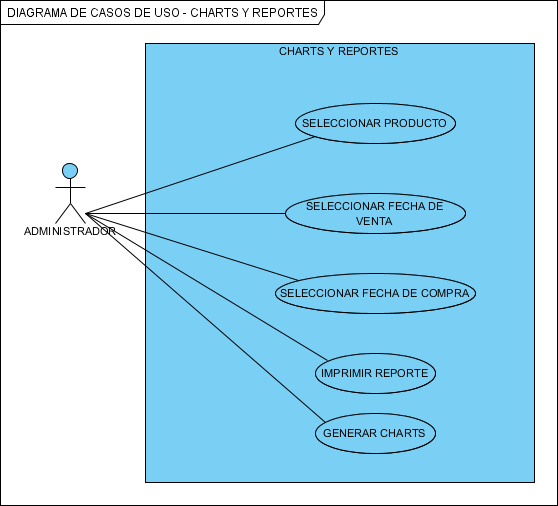 DIAGRAMA DE CASOS DE USO - CHARTS Y REPORTES
CHARTS Y REPORTES
SELECCIONAR PRODUCTO
SELECCIONAR FECHA DE
VENTA
ADMINISTRADOR
SELECCIONAR FECHA DE COMPRA
IMPRIMIR REPORTE
GENERAR CHARTS